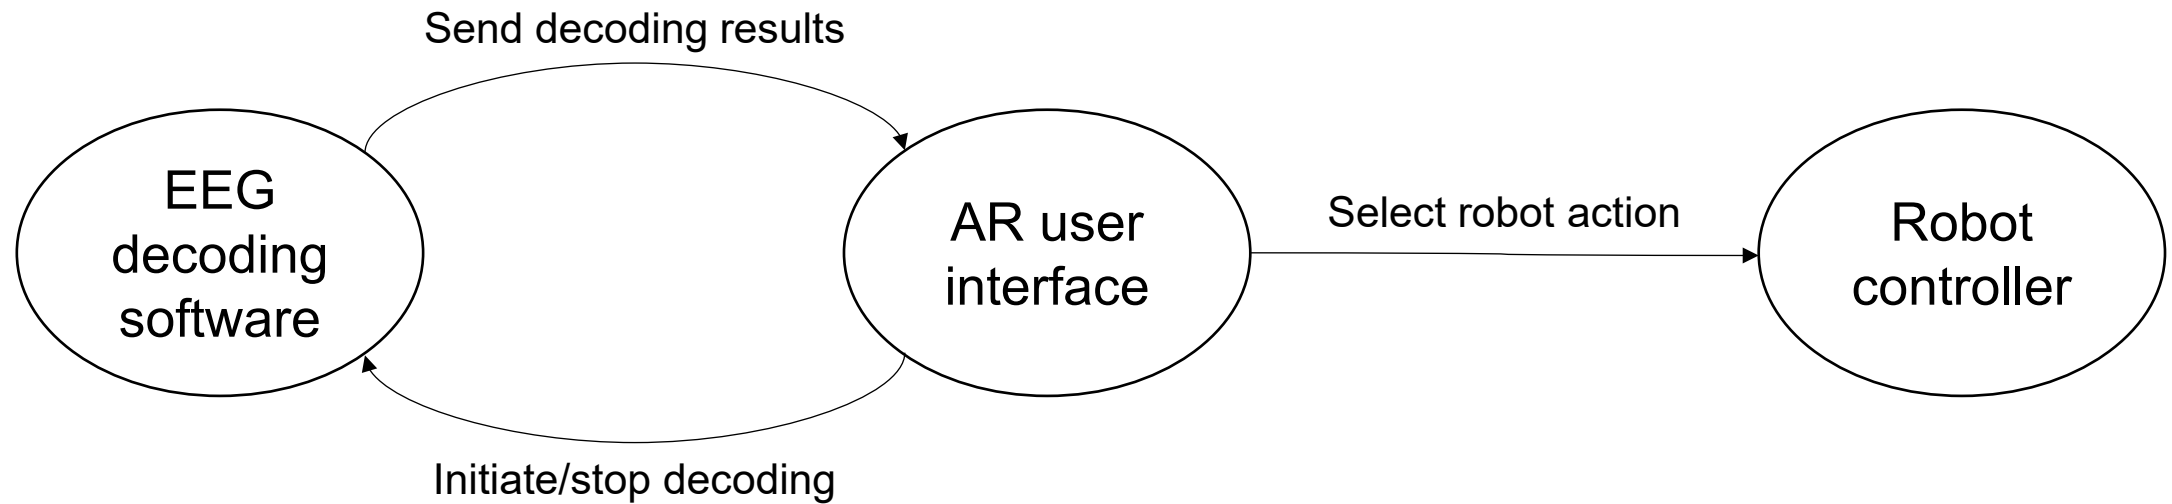 Send decoding results
EEG
decoding
software
AR user
interface
Select robot action
Robot
controller
Initiate/stop decoding